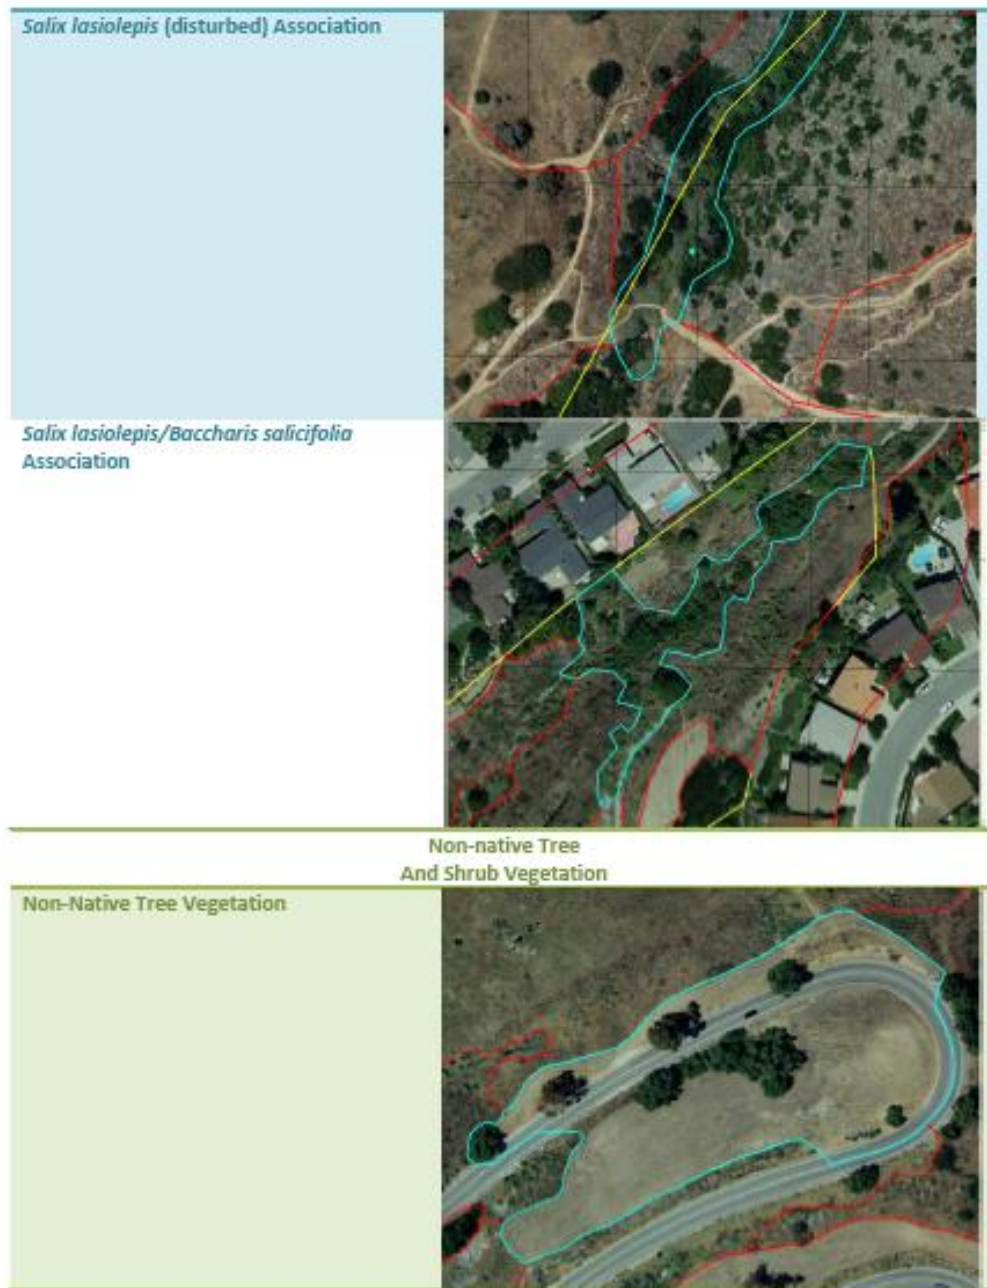 Salix lasiolepis (disturbed) Association
Salix lasiolepis/Baccharis salicifolia
Association
Non-native Tree
And Shrub Vegetation
Non-Native Tree Vegetation